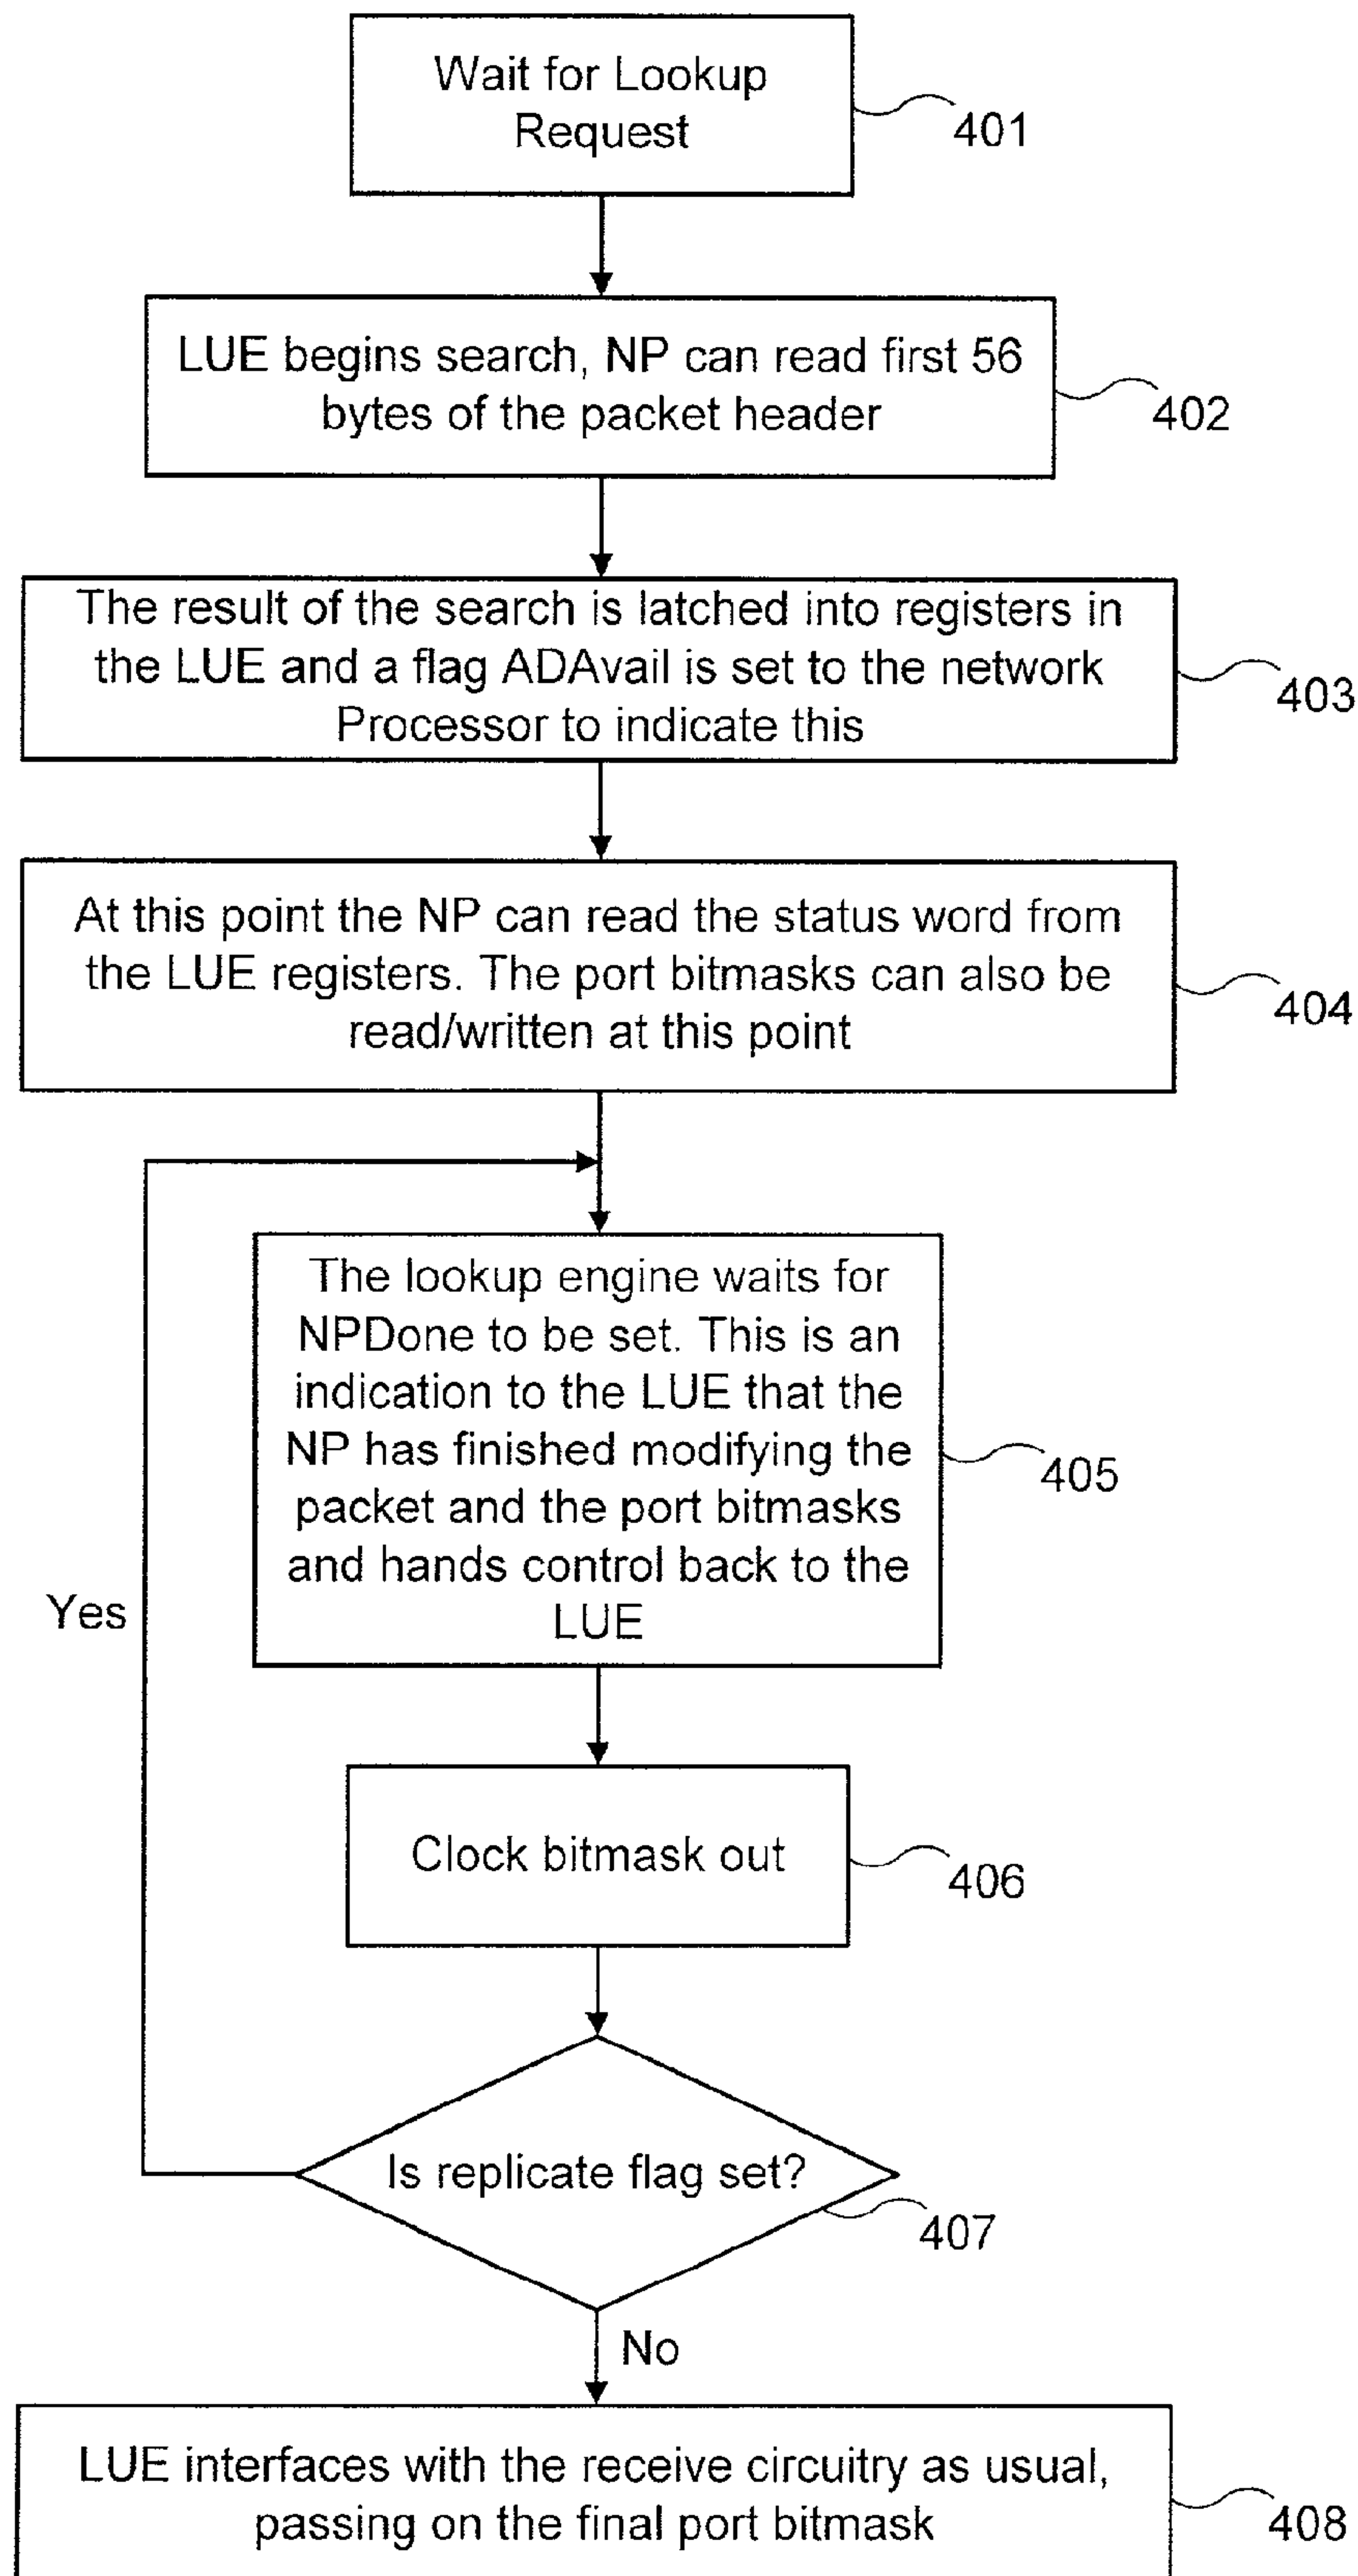 Wait for Lookup
Request
401
LUE begins search, NP can read first 56
bytes of the packet header
402
The result of the search is latched into registers in
the LUE and a flag ADAvail is set to the network
Processor to indicate this
403
At this point the NP can read the status word from
the LUE registers. The port bitmasks can also be
read/written at this point
404
The lookup engine waits for
NPDone to be set. This is an
indication to the LUE that the
NP has finished modifying the
packet and the port bitmasks
and hands control back to the
LUE
405
Yes
Clock bitmask out
406
Is replicate flag set?
407
No
LUE interfaces with the receive circuitry as usual,
passing on the final port bitmask
408